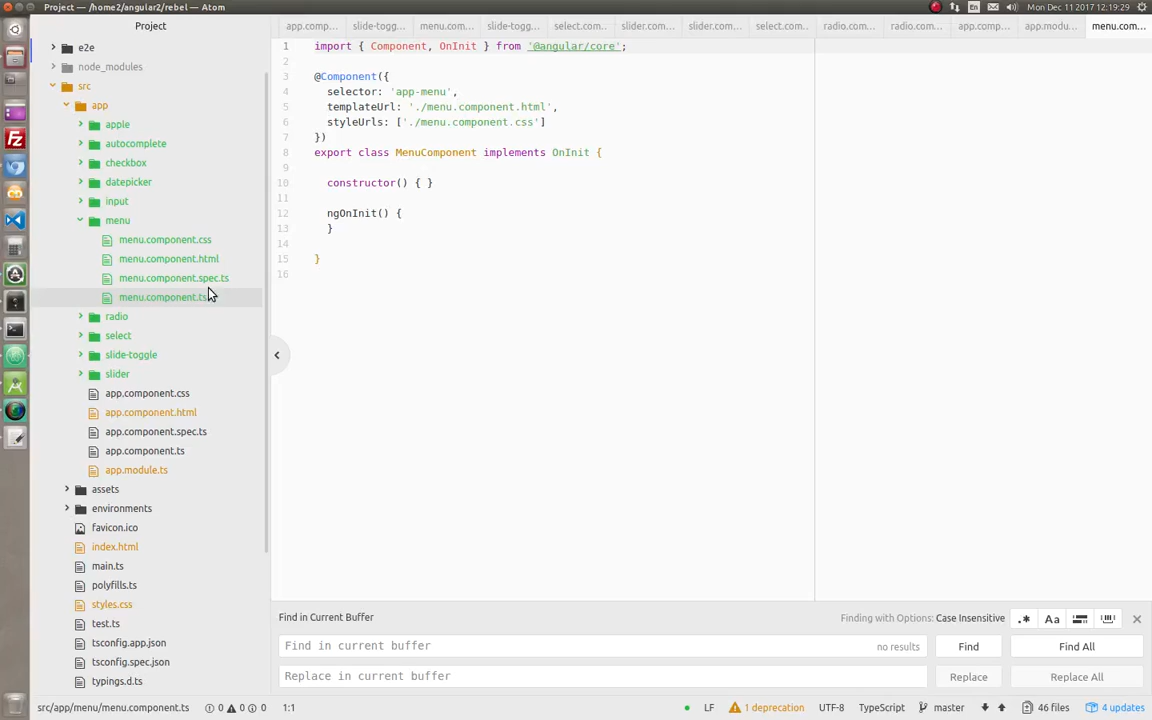 Project — /home2/angular2/rebel — Atom
En
Mon Dec 11 2017 12:19:29
Project
app.comp...
slide-togg...
menu.com...
slide-togg...
select.com...
slider.com...
slider.com...
select.com...
radio.com...
radio.com...
app.comp...
app.modu...
menu.com...
e2e
node_modules
src
app
apple
autocomplete
checkbox
datepicker
input
menu
menu.component.css
menu.component.html
menu.component.spec.ts
menu.component.ts
radio
select
slide-toggle
slider
app.component.css
app.component.html
app.component.spec.ts
app.component.ts
app.module.ts
assets
environments
favicon.ico
index.html
main.ts
polyfills.ts
styles.css
test.ts
tsconfig.app.json
tsconfig.spec.json
typings.d.ts
1 import { Component, OnInit } from '@angular/core';
2
3 @Component({
4 selector: 'app-menu',
5 templateUrl: './menu.component.html',
6 styleUrls: ['./menu.component.css']
7 })
8 export class MenuComponent implements OnInit {
9
10 constructor() { }
11
12 ngOnInit() {
13 }
14
15 }
16
Find in Current Buffer
Finding with Options: Case Insensitive
.*
Aa
Find in current buffer
no results
Find
Find All
Replace in current buffer
Replace
Replace All
src/app/menu/menu.component.ts
0 0 0
1:1
LF
1 deprecation
UTF-8
TypeScript
master
46 files
4 updates